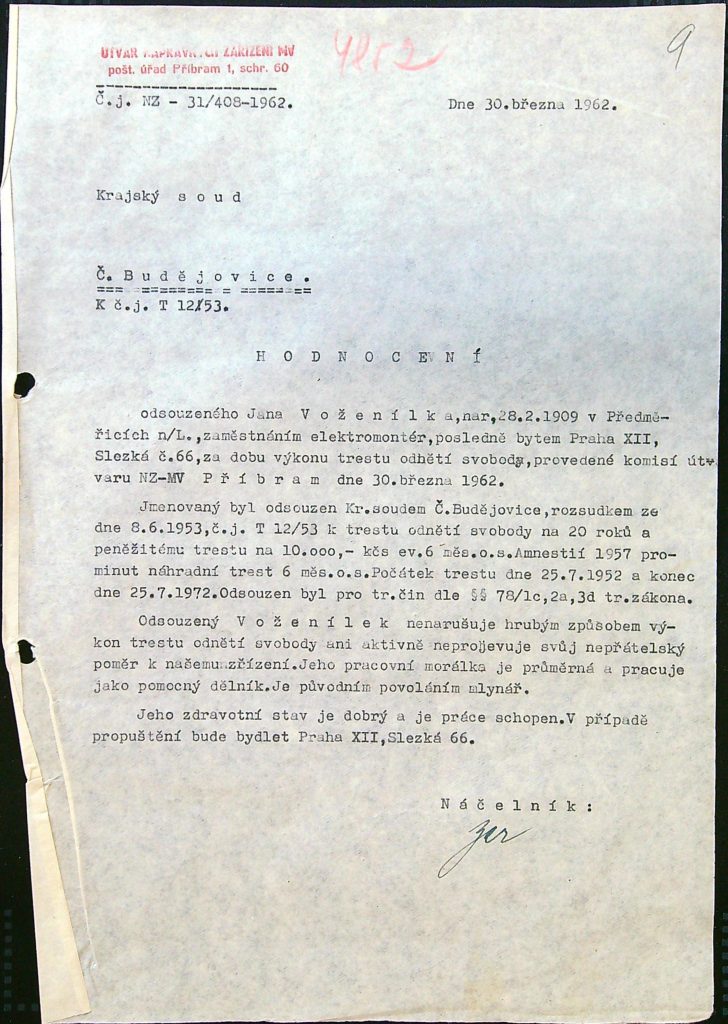 ÚTVAR NÁPRAVNÝCH ZAŘÍZENÍ MV
pošt. úřad Příbram 1, schr. 60
9
Č.j. NZ - 31/408-1962.
Dne 30.března 1962.
Krajský s o u d
Č. B u d ě j o v i c e .
K č.j. T 12/53.
H O D N O C E N Í
odsouzeného Jana V o ž e n í l k a,nar,28.2.1909 v Předmě-
řicích n/L.,zaměstnáním elektromontér,posledně bytem Praha XII,
Slezká č.66,za dobu výkonu trestu odnětí svobody,provedené komisí út-
varu NZ-MV P ř í b r a m dne 30.března 1962.
Jmenovaný byl odsouzen Kr.soudem Č.Budějovice,rozsudkem ze
dne 8.6.1953,č.j. T 12/53 k trestu odnětí svobody na 20 roků a
peněžitému trestu na 10.000,- kčs ev.6 měs.o.s.Amnestií 1957 pro-
minut náhradní trest 6 měs.o.s.Počátek trestu dne 25.7.1952 a konec
dne 25.7.1972.Odsouzen byl pro tr.čin dle §§ 78/1c,2a,3d tr.zákona.
Odsouzený V o ž e n í l e k nenarušuje hrubým způsobem vý-
kon trestu odnětí svobody ani aktivně neprojevuje svůj nepřátelský
poměr k našemu zřízení.Jeho pracovní morálka je průměrná a pracuje
jako pomocný dělník.Je původním povoláním mlynář.
Jeho zdravotní stav je dobrý a je práce schopen.V případě
propuštění bude bydlet Praha XII,Slezká 66.
N á č e l n í k :